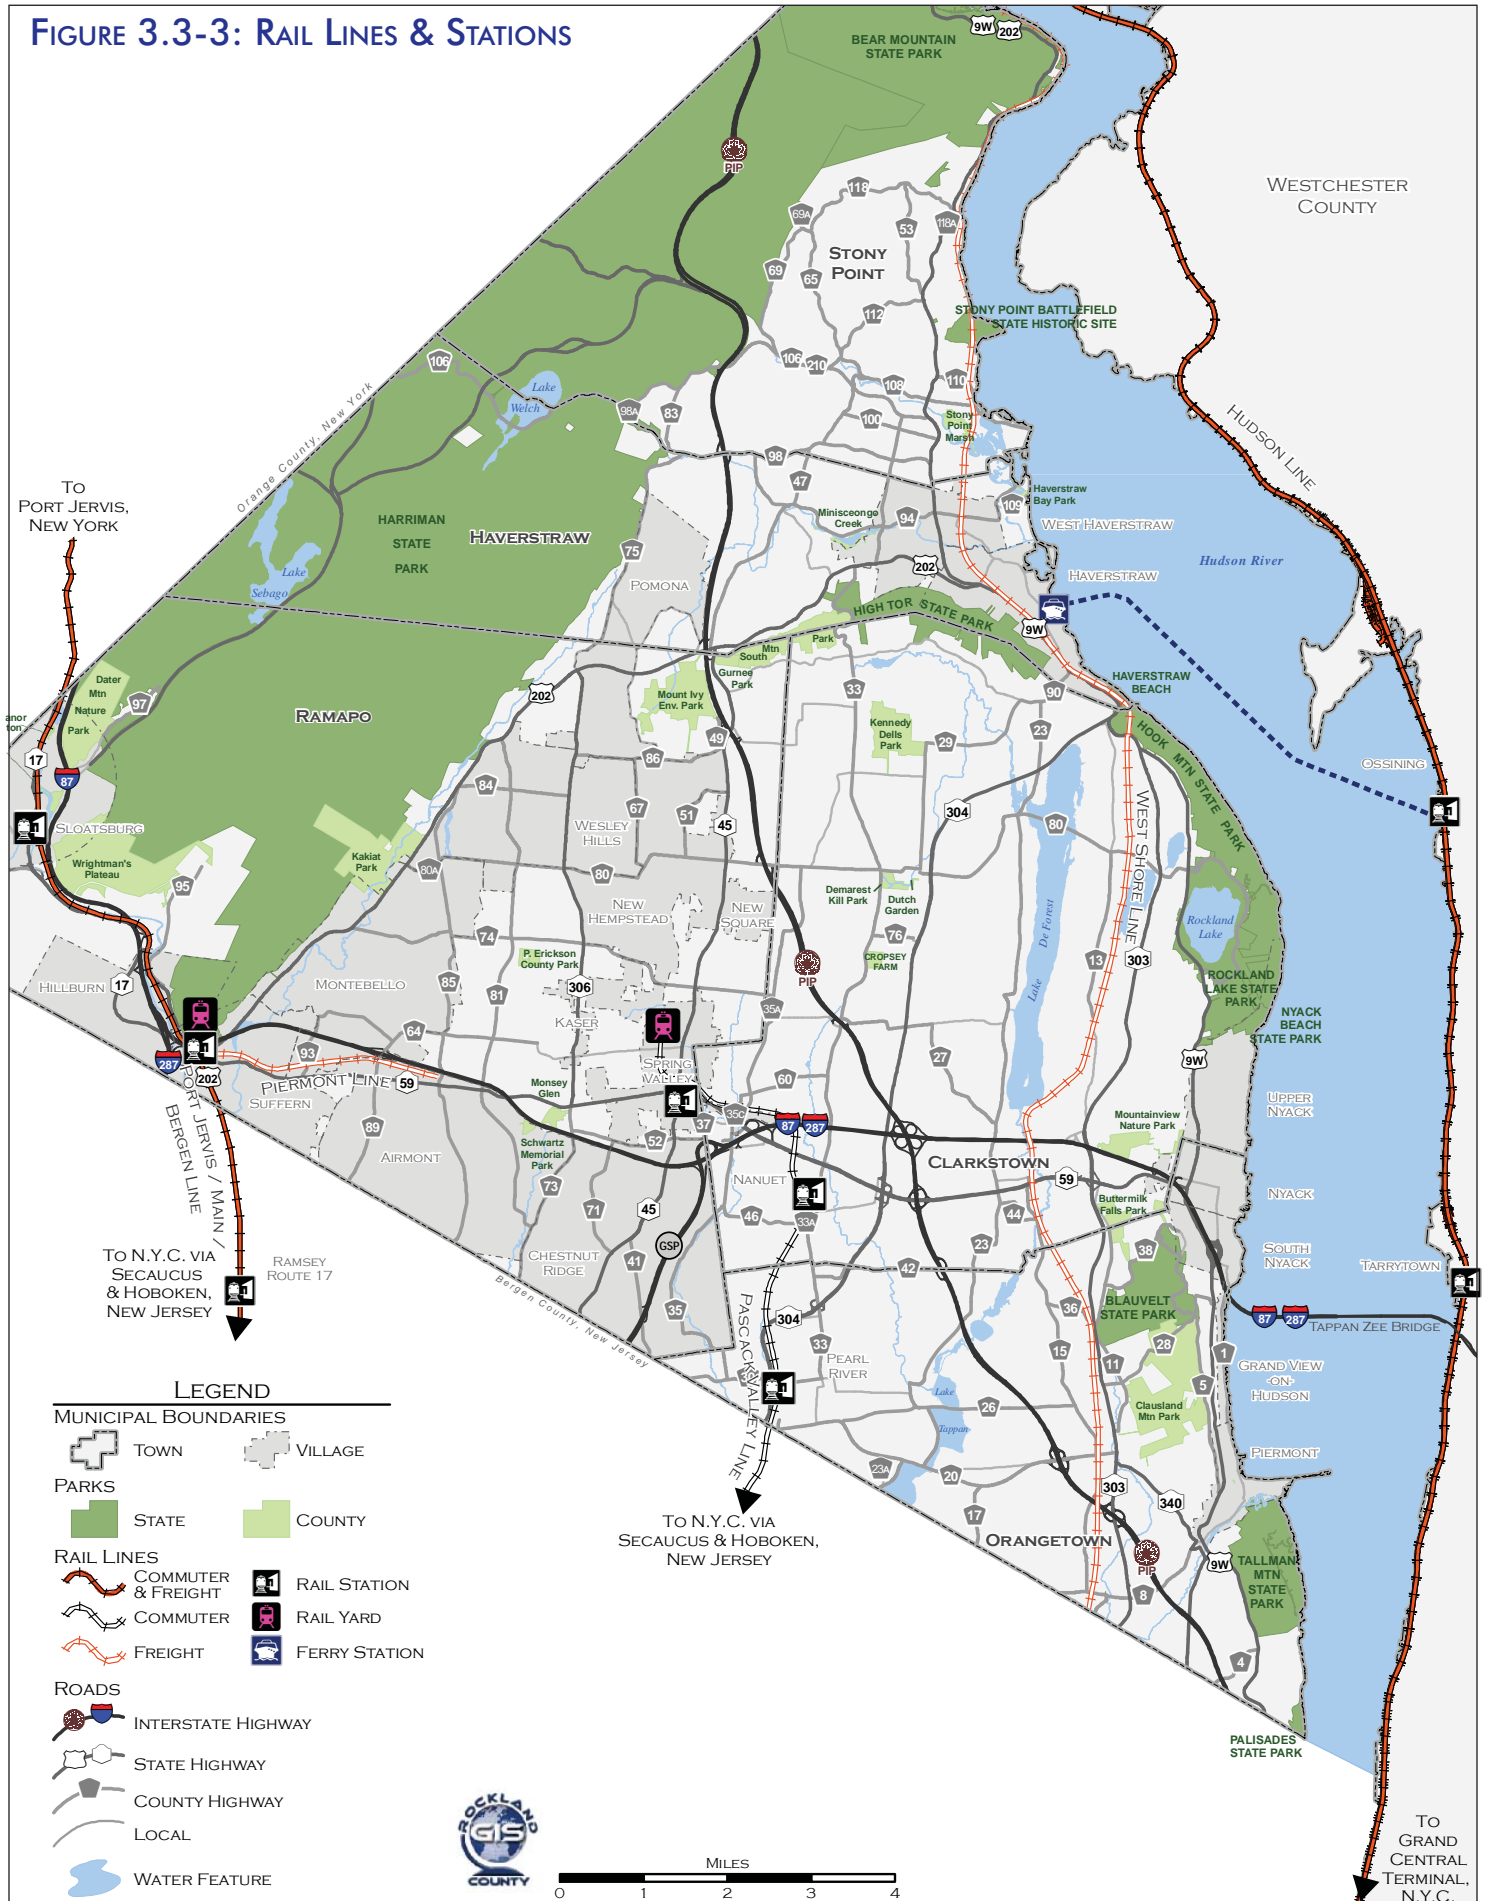 FIGURE 3.3-3: RAIL LINES & STATIONS
BEAR MOUNTAIN
STATE PARK
9W
202
PIP
WESTCHESTER
COUNTY
118
69A
53
118A
STONY
POINT
69
65
112
STONY POINT BATTLEFIELD
STATE HISTORIC SITE
106
106
210
108
110
Orange County, New York
Lake
Welch
98A
83
100
Stony
Point
Marsh
HUDSON LINE
98
47
TO
PORT JERVIS,
NEW YORK
HARRIMAN
STATE
PARK
HAVERSTRAW
Minisceongo
Creek
94
109
Haverstraw
Bay Park
WEST HAVERSTRAW
75
POMONA
202
HAVERSTRAW
Hudson River
Lake
Sebago
HIGH TOR STATE PARK
9W
Park
Mtn
South
Gurnee
Park
HAVERSTRAW
BEACH
Dater
Mtn
Nature
Park
97
RAMAPO
202
Mount Ivy
Env. Park
33
90
anor
ton
49
Kennedy
Dells
Park
29
23
HOOK MTN STATE PARK
17
87
86
OSSINING
84
67
51
45
304
80
WEST SHORE LINE
SLOATSBURG
WESLEY
HILLS
Wrightman's
Plateau
Kakiat
Park
80A
80
95
Demarest
Kill Park
Dutch
Garden
NEW
HEMPSTEAD
NEW
SQUARE
Rockland
Lake
Lake
De Forest
74
P. Erickson
County Park
76
CROPSEY
FARM
13
303
HILLBURN
17
MONTEBELLO
85
81
306
PIP
ROCKLAND
LAKE STATE
PARK
KASER
35A
NYACK
BEACH
STATE PARK
64
93
287
202
PIERMONT LINE
59
SPRING
VALLEY
27
9W
SUFFERN
Monsey
Glen
60
UPPER
NYACK
PORT JERVIS / MAIN /
BERGEN LINE
89
35C
37
87
287
Mountainview
Nature Park
AIRMONT
Schwartz
Memorial
Park
52
CLARKSTOWN
73
NANUET
59
NYACK
71
45
46
33A
44
Buttermilk
Falls Park
GSP
23
38
TO N.Y.C. VIA
SECAUCUS
& HOBOKEN,
NEW JERSEY
RAMSEY
ROUTE 17
CHESTNUT
RIDGE
41
42
SOUTH
NYACK
TARRYTOWN
Bergen County, New Jersey
35
PASCACK VALLEY LINE
304
36
BLAUVELT
STATE PARK
87
287
TAPPAN ZEE BRIDGE
33
PEARL
RIVER
15
11
28
1
GRAND VIEW
-ON-
HUDSON
5
Lake
Tappan
26
Clausland
Mtn Park
PIERMONT
23A
20
303
340
17
TO N.Y.C. VIA
SECAUCUS & HOBOKEN,
NEW JERSEY
ORANGETOWN
PIP
9W
TALLMAN
MTN
STATE
PARK
8
4
PALISADES
STATE PARK
LEGEND
MUNICIPAL BOUNDARIES
TOWN
VILLAGE
PARKS
STATE
COUNTY
RAIL LINES
COMMUTER
& FREIGHT
RAIL STATION
COMMUTER
RAIL YARD
FREIGHT
FERRY STATION
ROADS
INTERSTATE HIGHWAY
STATE HIGHWAY
COUNTY HIGHWAY
LOCAL
WATER FEATURE
ROCKLAND
GIS
COUNTY
MILES
0 1 2 3 4
TO
GRAND
CENTRAL
TERMINAL,
N.Y.C.